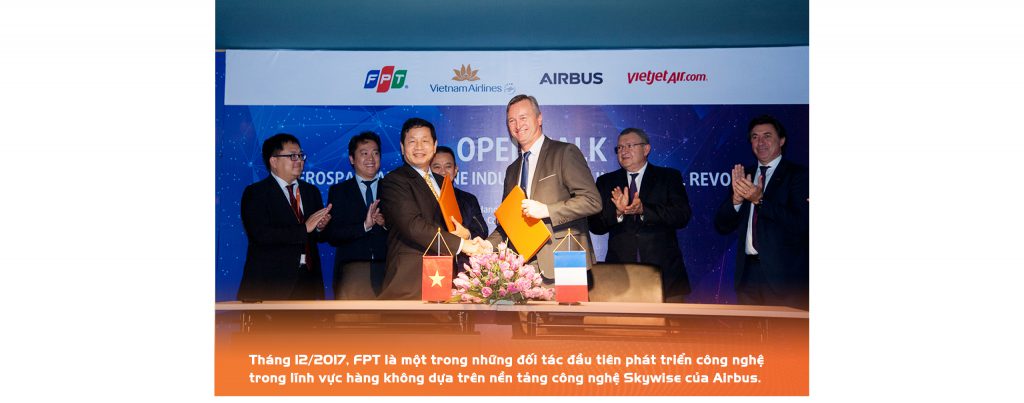 FPT
Vietnam Airlines
AIRBUS
Vietjetair.com
REVO
Tháng 12/2017, FPT là một trong những đối tác đầu tiên phát triển công nghệ
trong lĩnh vực hàng không dựa trên nền tảng công nghệ Skywise của Airbus.